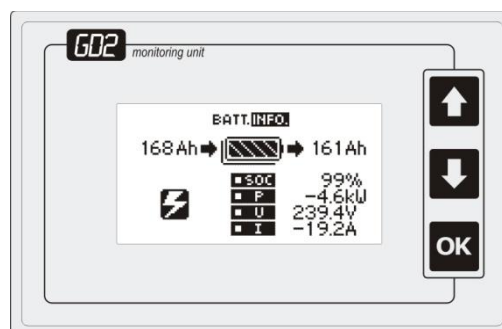 GD2 monitoring unit
BATT. INFO.
168Ah 161Ah
SOC 99%
P -4.6kW
U 239.4V
I -19.2A
OK